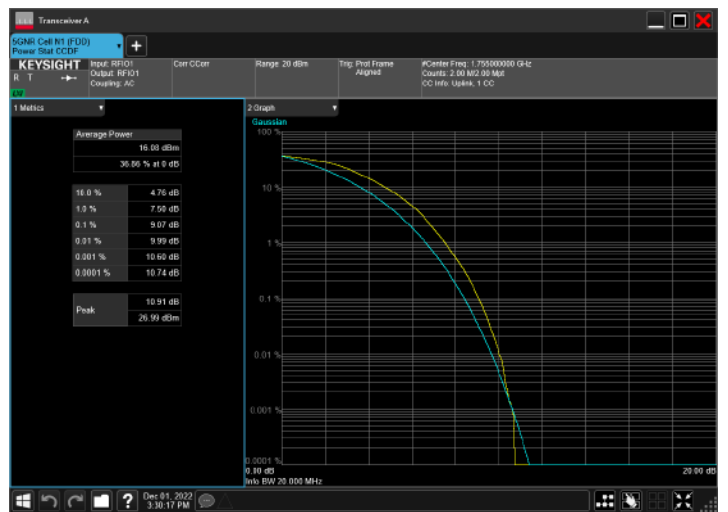 Transceiver A
5GNR Cell N1 (FDD)
Power Stat CCDF
KEYSIGHT
R T
Input: RFIO1
Output: RFIO1
Coupling: AC
Corr CCorr
Range: 20 dBm
Trig: Prot Frame
Aligned
#Center Freq: 1.755000000 GHz
Counts: 2.00 M/2.00 Mpt
CC Info: Uplink, 1 CC
1 Metrics
Average Power
16.08 dBm
36.86 % at 0 dB
10.0 % 4.76 dB
1.0 % 7.50 dB
0.1 % 9.07 dB
0.01 % 9.99 dB
0.001 % 10.60 dB
0.0001 % 10.74 dB
Peak
10.91 dB
26.99 dBm
2 Graph
Gaussian
100 %
10 %
1 %
0.1 %
0.01 %
0.001 %
0.0001 %
0.00 dB
20.00 dB
Info BW 20.000 MHz
?
Dec 01, 2022
3:30:17 PM